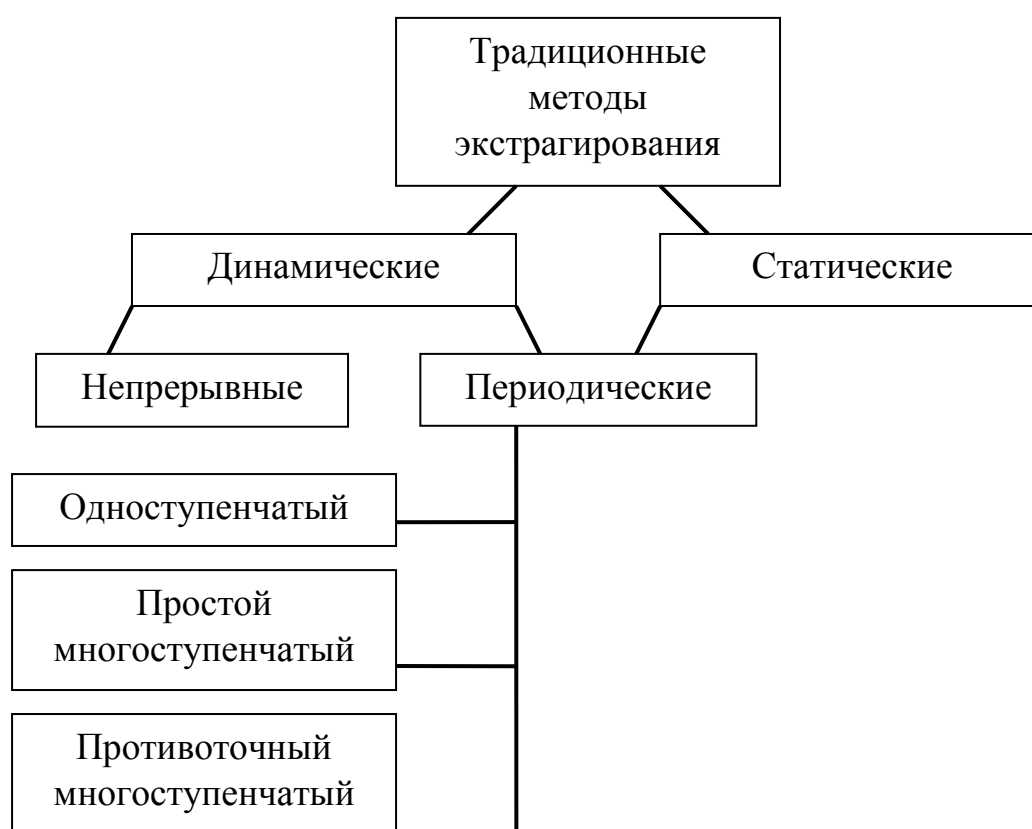 Традиционные
методы
экстрагирования
Динамические
Статические
Непрерывные
Периодические
Одноступенчатый
Простой
многоступенчатый
Противоточный
многоступенчатый